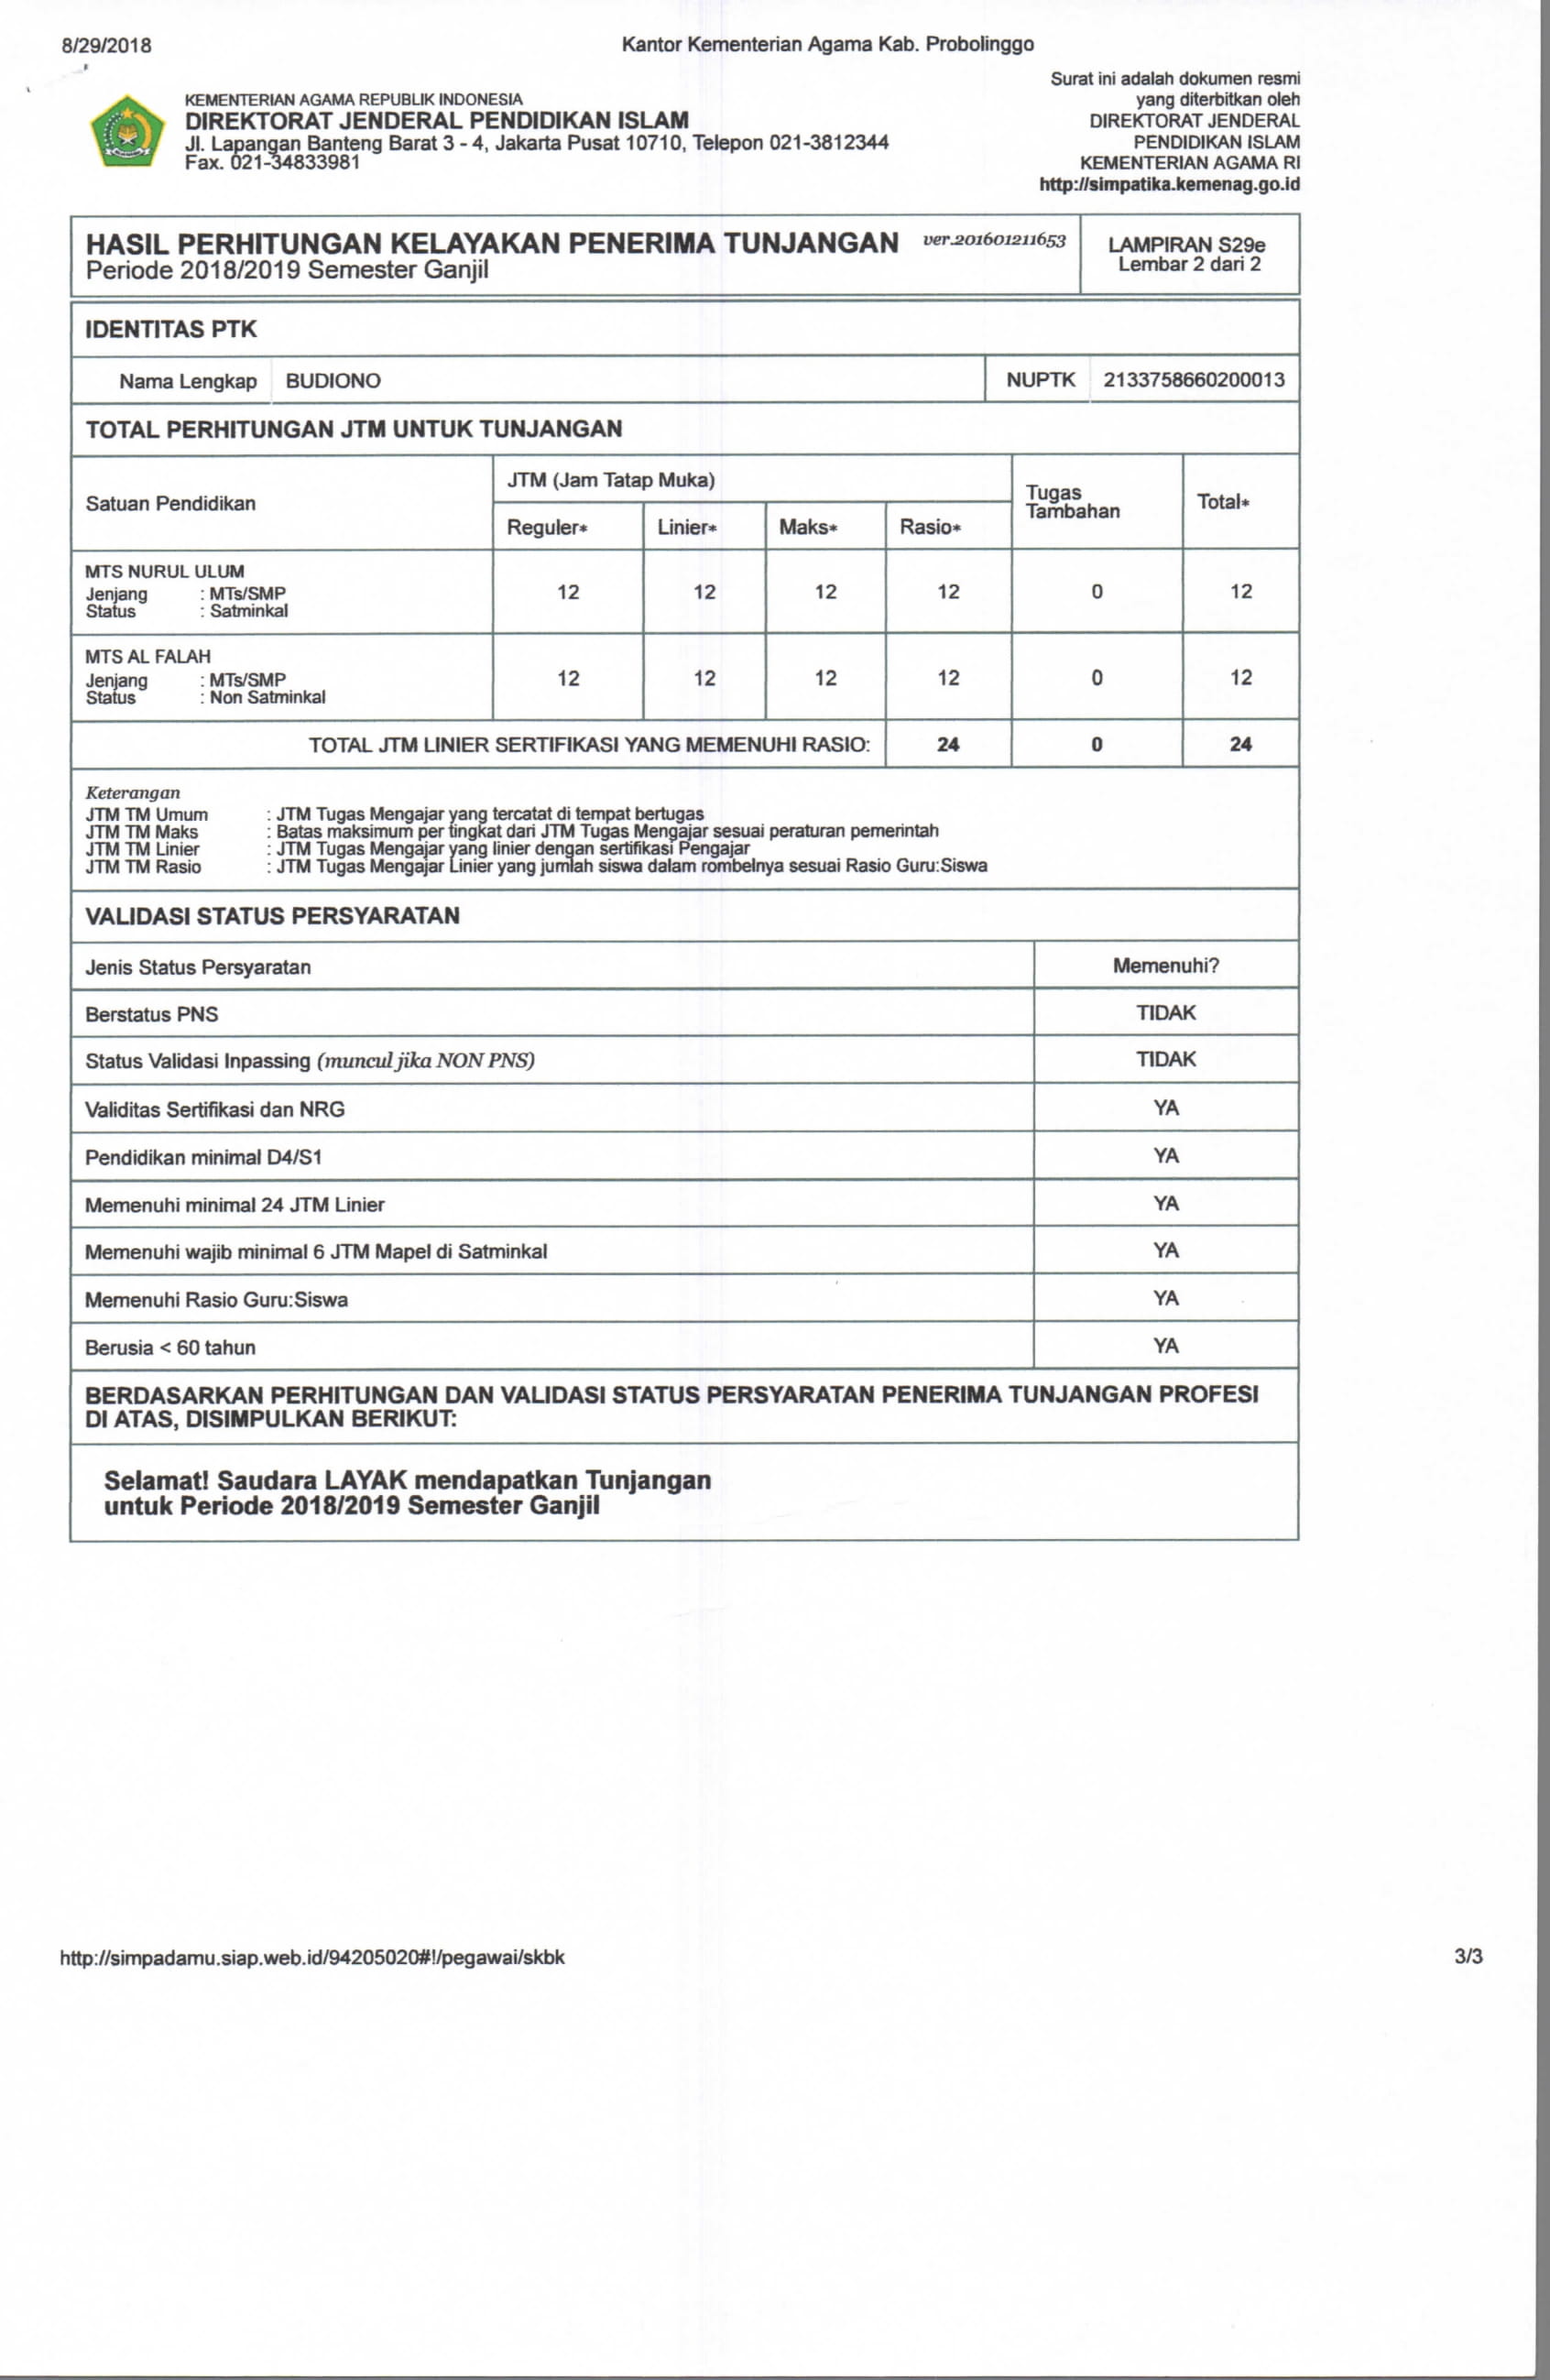 8/29/2018 Kantor Kementerian Agama Kab. Probolinggo
KEMENTERIAN AGAMA REPUBLIK INDONESIA
DIREKTORAT JENDERAL PENDIDIKAN ISLAM
Jl. Lapangan Banteng Barat 3 - 4, Jakarta Pusat 10710, Telepon 021-3812344
Fax. 021-34833981
Surat ini adalah dokumen resmi
yang diterbitkan oleh
DIREKTORAT JENDERAL
PENDIDIKAN ISLAM
KEMENTERIAN AGAMA RI
http://simpatika.kemenag.go.id
HASIL PERHITUNGAN KELAYAKAN PENERIMA TUNJANGAN ver.201601211653
Periode 2018/2019 Semester Ganjil
LAMPIRAN S29e
Lembar 2 dari 2
IDENTITAS PTK
Nama Lengkap BUDIONO NUPTK 2133758660200013
TOTAL PERHITUNGAN JTM UNTUK TUNJANGAN
Satuan Pendidikan JTM (Jam Tatap Muka) Tugas Tambahan Total*
Reguler* Linier* Maks* Rasio*
MTS NURUL ULUM
Jenjang : MTs/SMP 12 12 12 12 0 12
Status : Satminkal
MTS AL FALAH
Jenjang : MTs/SMP 12 12 12 12 0 12
Status : Non Satminkal
TOTAL JTM LINIER SERTIFIKASI YANG MEMENUHI RASIO: 24 0 24
Keterangan
JTM TM Umum : JTM Tugas Mengajar yang tercatat di tempat bertugas
JTM TM Maks : Batas maksimum per tingkat dari JTM Tugas Mengajar sesuai peraturan pemerintah
JTM TM Linier : JTM Tugas Mengajar yang linier dengan sertifikasi Pengajar
JTM TM Rasio : JTM Tugas Mengajar Linier yang jumlah siswa dalam rombelnya sesuai Rasio Guru:Siswa
VALIDASI STATUS PERSYARATAN
Jenis Status Persyaratan Memenuhi?
Berstatus PNS TIDAK
Status Validasi Inpassing (muncul jika NON PNS) TIDAK
Validitas Sertifikasi dan NRG YA
Pendidikan minimal D4/S1 YA
Memenuhi minimal 24 JTM Linier YA
Memenuhi wajib minimal 6 JTM Mapel di Satminkal YA
Memenuhi Rasio Guru:Siswa YA
Berusia < 60 tahun YA
BERDASARKAN PERHITUNGAN DAN VALIDASI STATUS PERSYARATAN PENERIMA TUNJANGAN PROFESI
DI ATAS, DISIMPULKAN BERIKUT:
Selamat! Saudara LAYAK mendapatkan Tunjangan
untuk Periode 2018/2019 Semester Ganjil
http://simpadamu.siap.web.id/94205020#!/pegawai/skbk 3/3